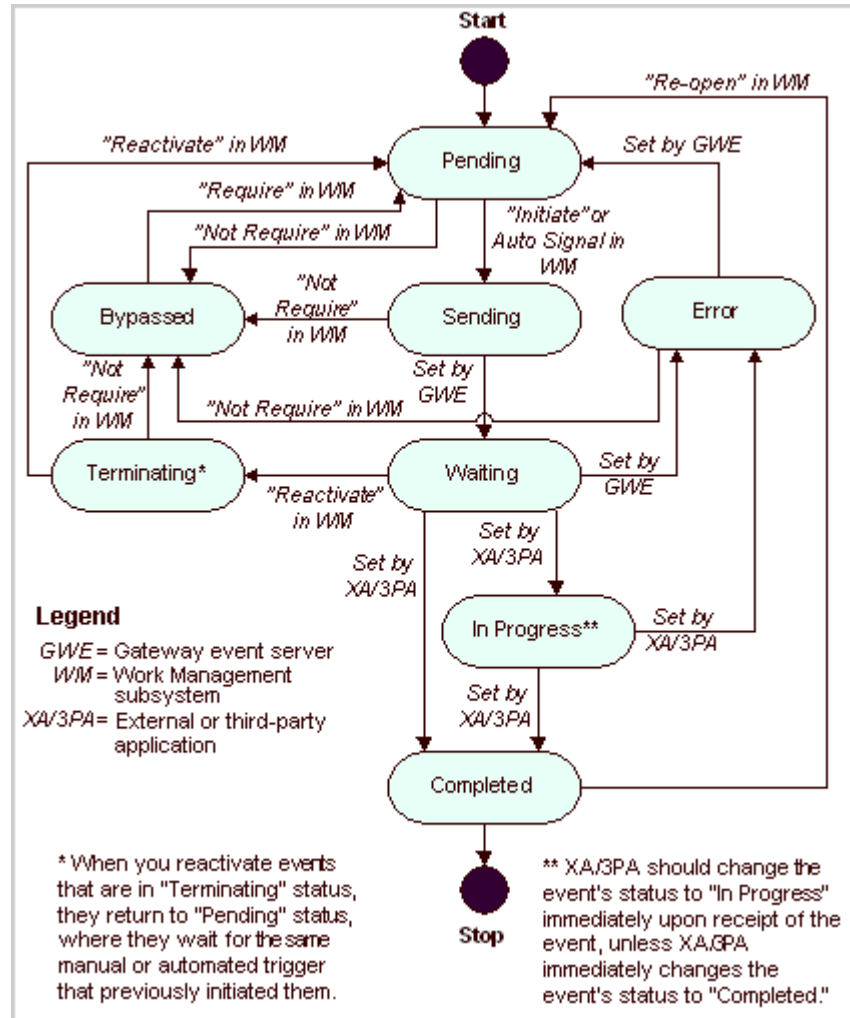 Start
"Re-open" in WM
"Reactivate" in WM
Pending
Set by GWE
"Require" in WM
"Not Require" in WM
"Initiate" or
Auto Signal in
WM
Bypassed
"Not
Require"
in WM
Sending
Error
"Not
Require"
in WM
Set by
GWE
"Not Require" in WM
Terminating*
Waiting
Set by
GWE
"Reactivate"
in WM
Set by
XA/3PA
Set by
XA/3PA
In Progress**
Set by
XA/3PA
Legend
GWE = Gateway event server
WM = Work Management
subsystem
XA/3PA = External or third-party
application
Set by
XA/3PA
Completed
* When you reactivate events
that are in "Terminating" status,
they return to "Pending" status,
where they wait for the same
manual or automated trigger
that previously initiated them.
Stop
** XA/3PA should change the
event's status to "In Progress"
immediately upon receipt of the
event, unless XA/3PA
immediately changes the
event's status to "Completed."